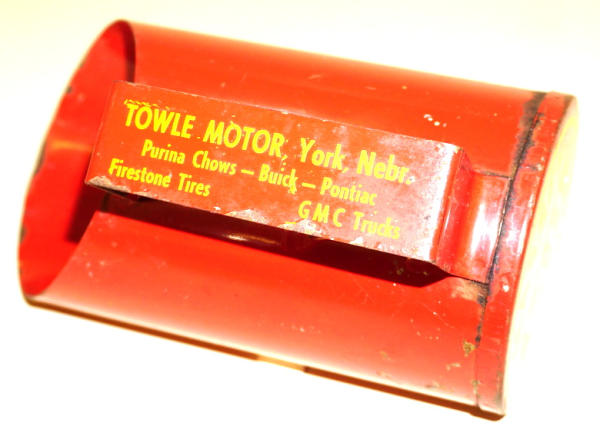 TOWLE MOTOR, York, Nebr.
Purina Chows — Buick — Pontiac
Firestone Tires GMC Trucks